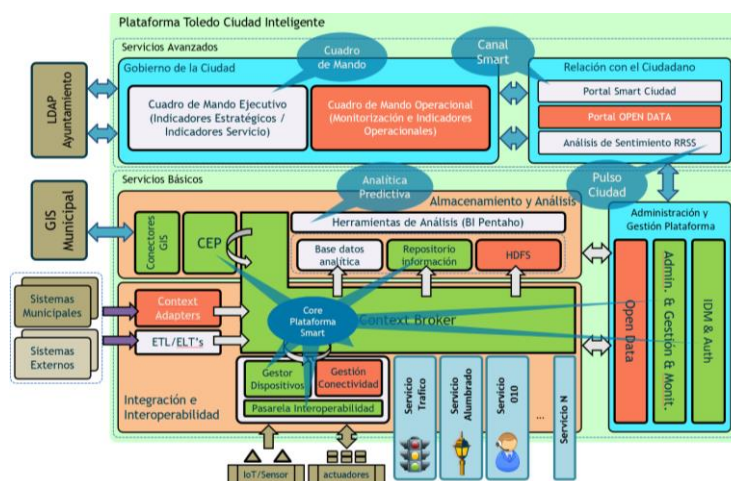 Plataforma Toledo Ciudad Inteligente
Servicios Avanzados
Gobierno de la Ciudad
Cuadro
de Mando
Canal
Smart
Relación con el Ciudadano
LDAP
Ayuntamiento
Cuadro de Mando Ejecutivo
(Indicadores Estratégicos /
Indicadores Servicio)
Cuadro de Mando Operacional
(Monitorización e Indicadores
Operacionales)
Portal Smart Ciudad
Portal OPEN DATA
Análisis de Sentimiento RRSS
Servicios Básicos
Analítica
Predictiva
Pulso
Ciudad
Almacenamiento y Análisis
GIS
Municipal
Conectores
GIS
CEP
Herramientas de Análisis (BI Pentaho)
Base datos
analítica
Repositorio
información
HDFS
Administración y
Gestión Plataforma
Open Data
Admin. & Gestión & Monit.
IDM & Auth
Sistemas
Municipales
Sistemas
Externos
Context
Adapters
ETL/ELT's
Core
Plataforma
Smart
Context Broker
Gestor
Dispositivos
Gestión
Conectividad
Pasarela Interoperabilidad
Integración e
Interoperabilidad
Servicio
Trafico
Servicio
Alumbrado
Servicio
010
...
Servicio N
IoT/Sensor
actuadores